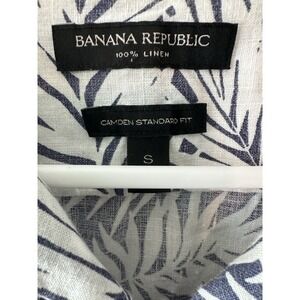 BANANA REPUBLIC
100% LINEN
CAMDEN STANDARD FIT
S